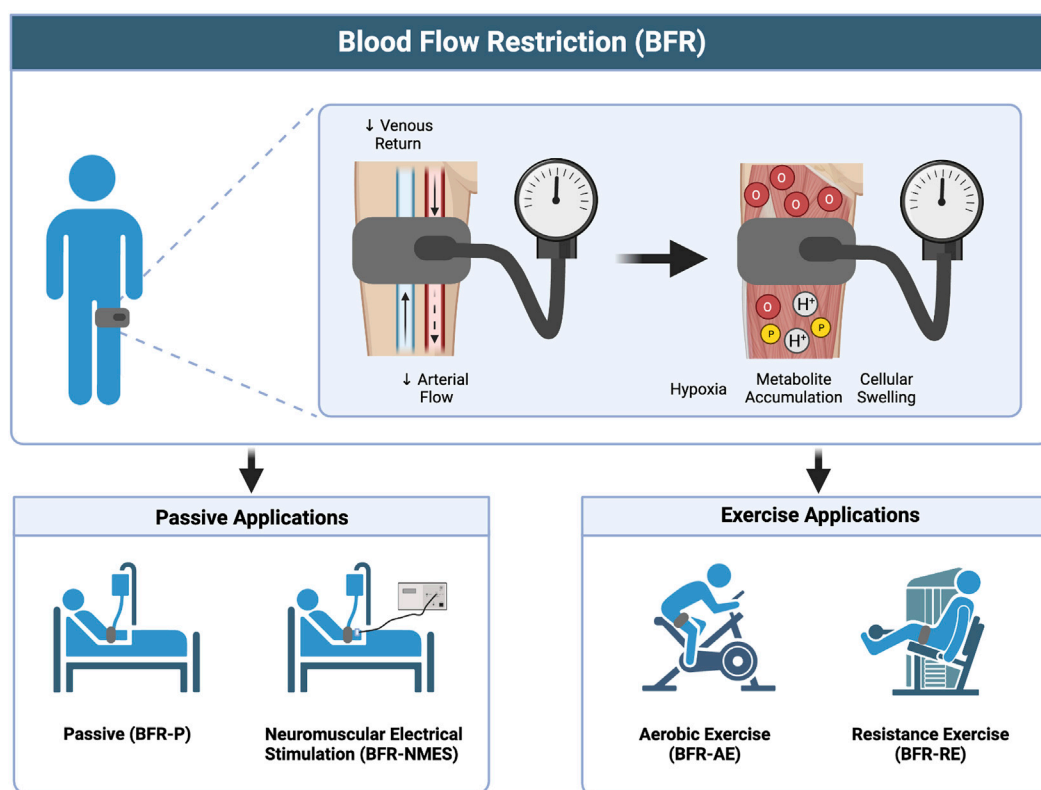 Blood Flow Restriction (BFR)
↓ Venous
Return
↓ Arterial
Flow
O
O
O
O
O
H⁺
P
P
H⁺
Hypoxia
Metabolite
Accumulation
Cellular
Swelling
Passive Applications
Passive (BFR-P)
Neuromuscular Electrical
Stimulation (BFR-NMES)
Exercise Applications
Aerobic Exercise
(BFR-AE)
Resistance Exercise
(BFR-RE)